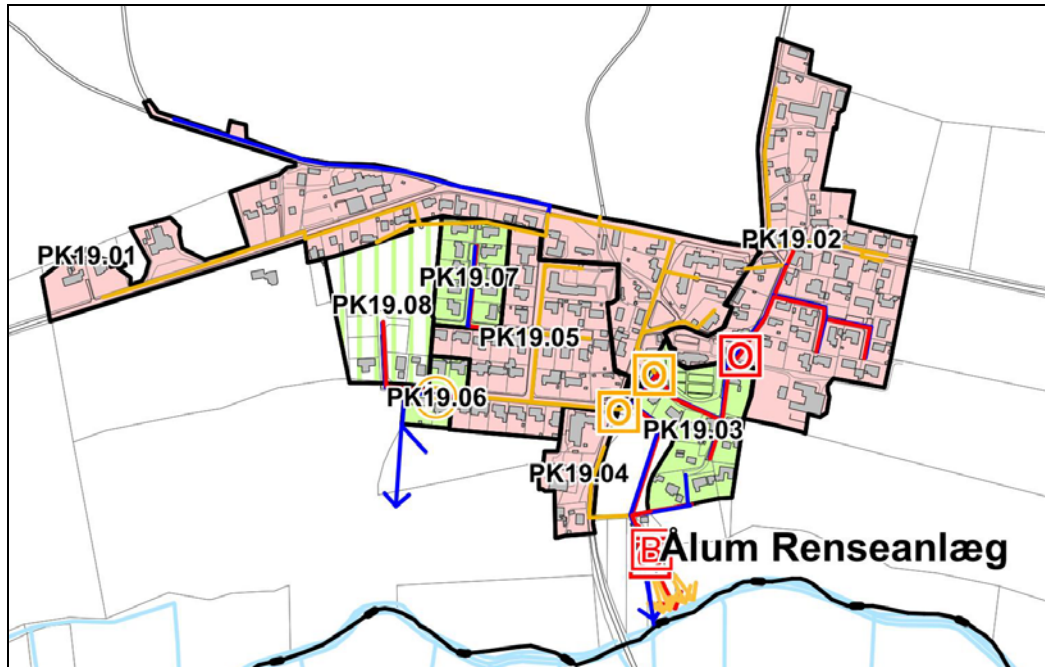 PK19.02
PK19.01
PK19.07
PK19.08
PK19.05
O
O
O
PK19.06
PK19.03
PK19.04
B
Ålum Renseanlæg